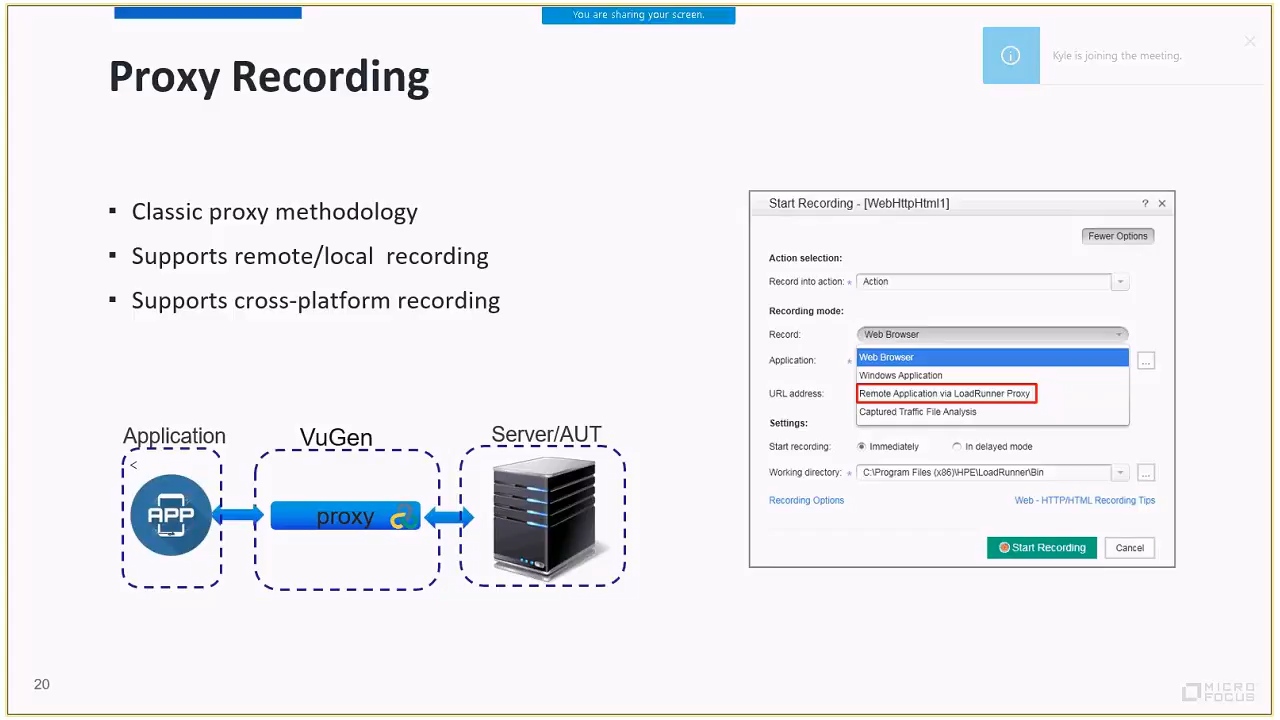 You are sharing your screen.
Kyle is joining the meeting.
Proxy Recording
▪ Classic proxy methodology
▪ Supports remote/local recording
▪ Supports cross-platform recording
Application
VuGen
Server/AUT
<
APP
proxy
Start Recording - [WebHttpHtml1]
? ×
Fewer Options
Action selection:
Record into action: * Action
Recording mode:
Record: Web Browser
Application: * Web Browser ...
Windows Application
URL address: Remote Application via LoadRunner Proxy
Captured Traffic File Analysis
Settings:
Start recording: Immediately In delayed mode
Working directory: * C:\Program Files (x86)\HPE\LoadRunner\Bin ...
Recording Options Web - HTTP/HTML Recording Tips
Start Recording Cancel
20
MICRO
FOCUS